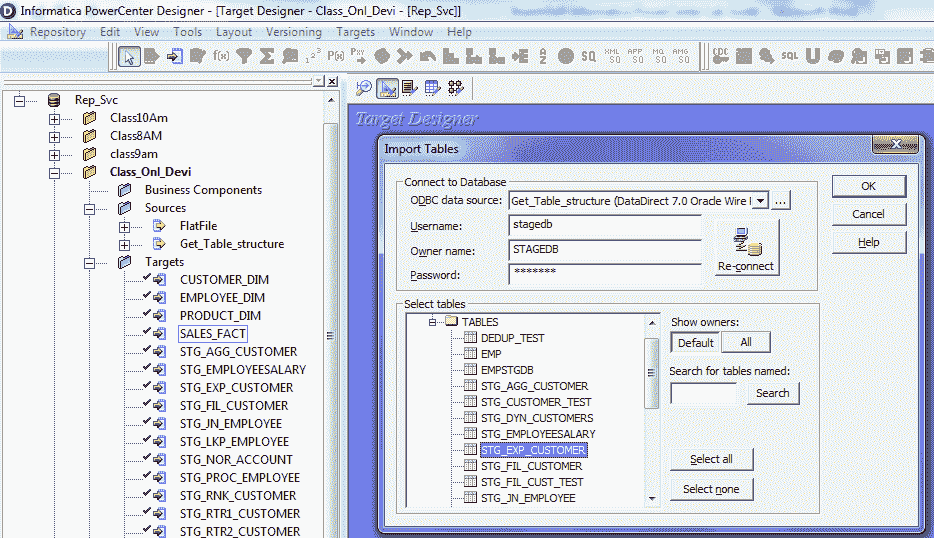 Informatica PowerCenter Designer - [Target Designer - Class_Onl_Devi - [Rep_Svc]]
Repository Edit View Tools Layout Versioning Targets Window Help
Rep_Svc
Class10Am
Class8AM
class9am
Class_Onl_Devi
Business Components
Sources
FlatFile
Get_Table_structure
Targets
CUSTOMER_DIM
EMPLOYEE_DIM
PRODUCT_DIM
SALES_FACT
STG_AGG_CUSTOMER
STG_EMPLOYEESALARY
STG_EXP_CUSTOMER
STG_FIL_CUSTOMER
STG_JN_EMPLOYEE
STG_LKP_EMPLOYEE
STG_NOR_ACCOUNT
STG_PROC_EMPLOYEE
STG_RNK_CUSTOMER
STG_RTR1_CUSTOMER
STG_RTR2_CUSTOMER
Target Designer
Import Tables
Connect to Database
ODBC data source: Get_Table_structure (DataDirect 7.0 Oracle Wire ...
Username: stagedb
Owner name: STAGEDB
Password: *******
Re-connect
OK
Cancel
Help
Select tables
TABLES
DEDUP_TEST
EMP
EMPSTGDB
STG_AGG_CUSTOMER
STG_CUSTOMER_TEST
STG_DYN_CUSTOMERS
STG_EMPLOYEESALARY
STG_EXP_CUSTOMER
STG_FIL_CUSTOMER
STG_FIL_CUST_TEST
STG_JN_EMPLOYEE
Show owners:
Default All
Search for tables named:
Search
Select all
Select none